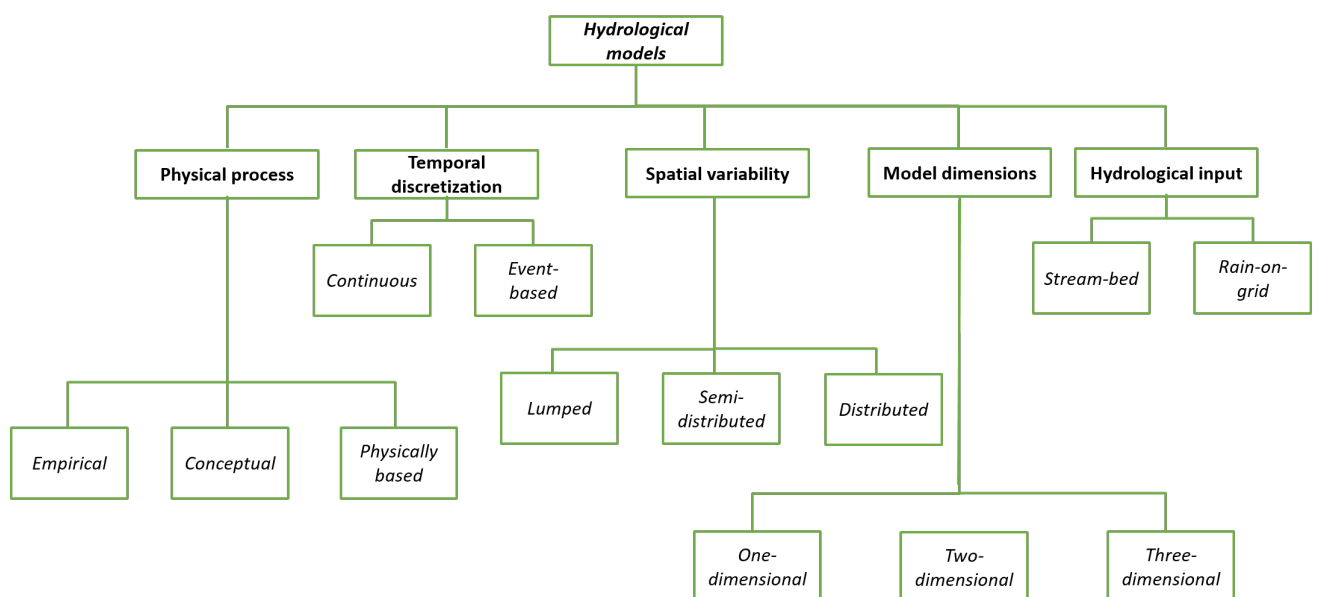 Hydrological
models
Physical process
Temporal
discretization
Spatial variability
Model dimensions
Hydrological input
Continuous
Event-
based
Stream-bed
Rain-on-
grid
Lumped
Semi-
distributed
Distributed
Empirical
Conceptual
Physically
based
One-
dimensional
Two-
dimensional
Three-
dimensional